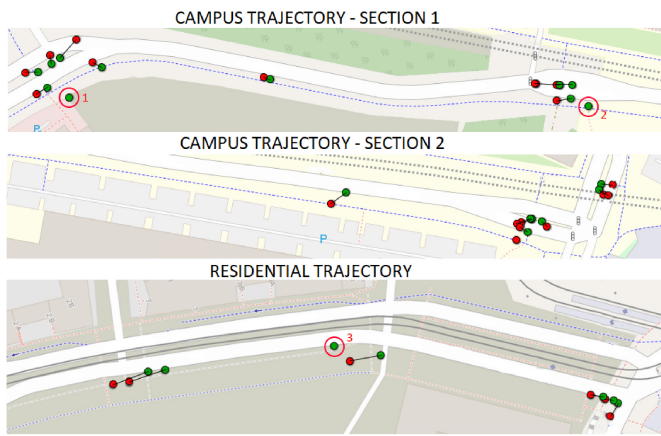 CAMPUS TRAJECTORY - SECTION 1
1
P
2
CAMPUS TRAJECTORY - SECTION 2
P
RESIDENTIAL TRAJECTORY
3